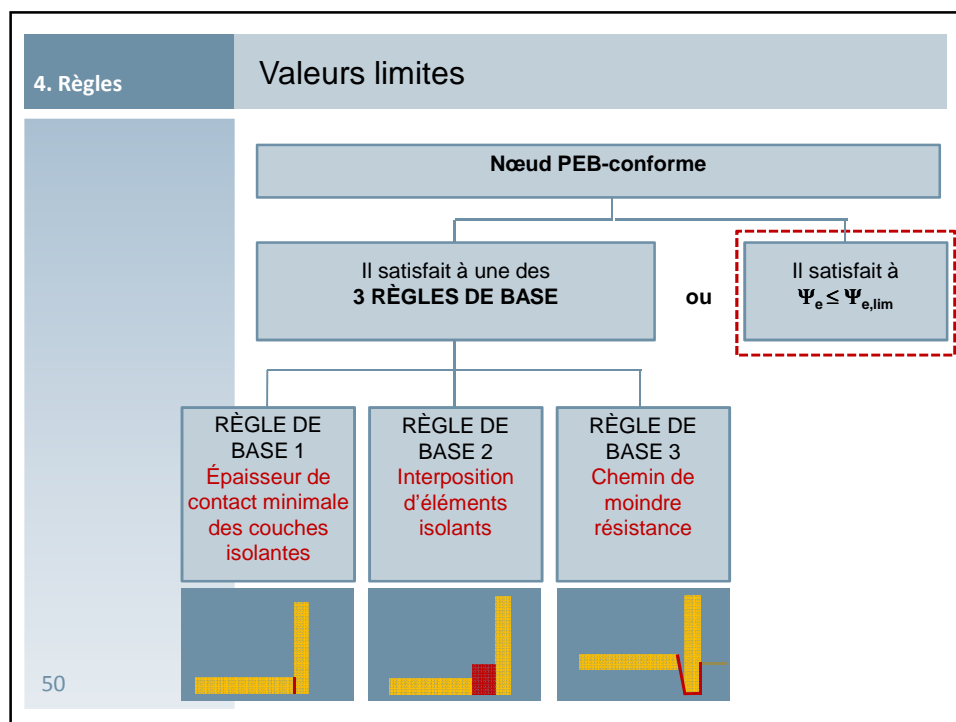 4. Règles
Valeurs limites
Nœud PEB-conforme
Il satisfait à une des
3 RÈGLES DE BASE
ou
Il satisfait à
Ψe ≤ Ψe,lim
RÈGLE DE
BASE 1
Épaisseur de
contact minimale
des couches
isolantes
RÈGLE DE
BASE 2
Interposition
d'éléments
isolants
RÈGLE DE
BASE 3
Chemin de
moindre
résistance
50